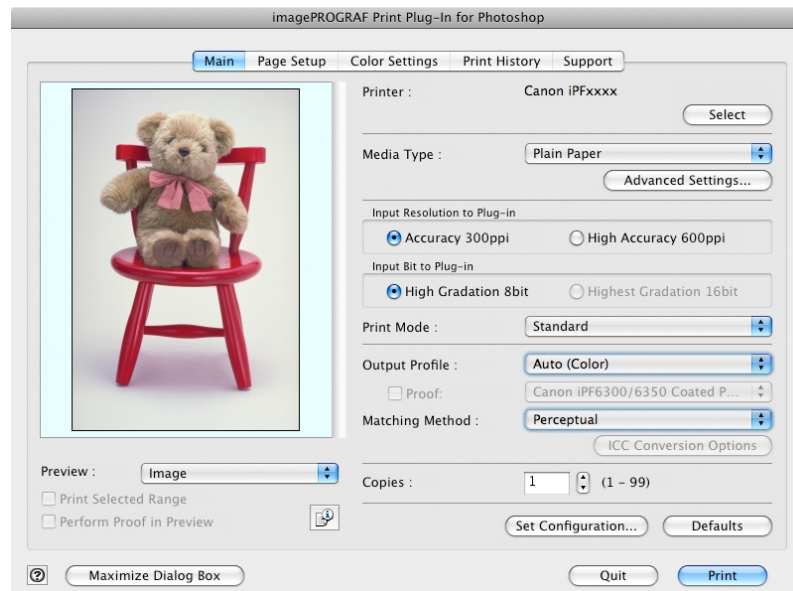 imagePROGRAF Print Plug-In for Photoshop
Main Page Setup Color Settings Print History Support
Printer : Canon iPFxxxx
Select
Media Type : Plain Paper
Advanced Settings...
Input Resolution to Plug-in
Accuracy 300ppi High Accuracy 600ppi
Input Bit to Plug-in
High Gradation 8bit Highest Gradation 16bit
Print Mode : Standard
Output Profile : Auto (Color)
Proof: Canon iPF6300/6350 Coated P...
Matching Method : Perceptual
ICC Conversion Options
Preview : Image
Print Selected Range
Perform Proof in Preview
Copies : 1 (1 – 99)
Set Configuration... Defaults
? Maximize Dialog Box Quit Print